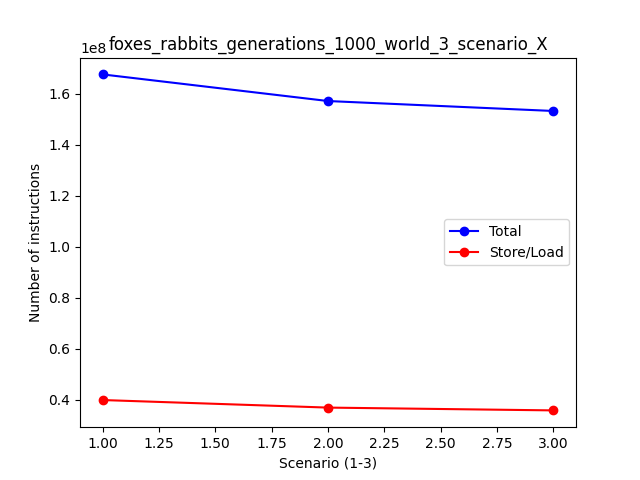 foxes_rabbits_generations_1000_world_3_scenario_X
1e8
1.6
1.4
1.2
1.0
0.8
0.6
0.4
Number of instructions
Total
Store/Load
1.00 1.25 1.50 1.75 2.00 2.25 2.50 2.75 3.00
Scenario (1-3)